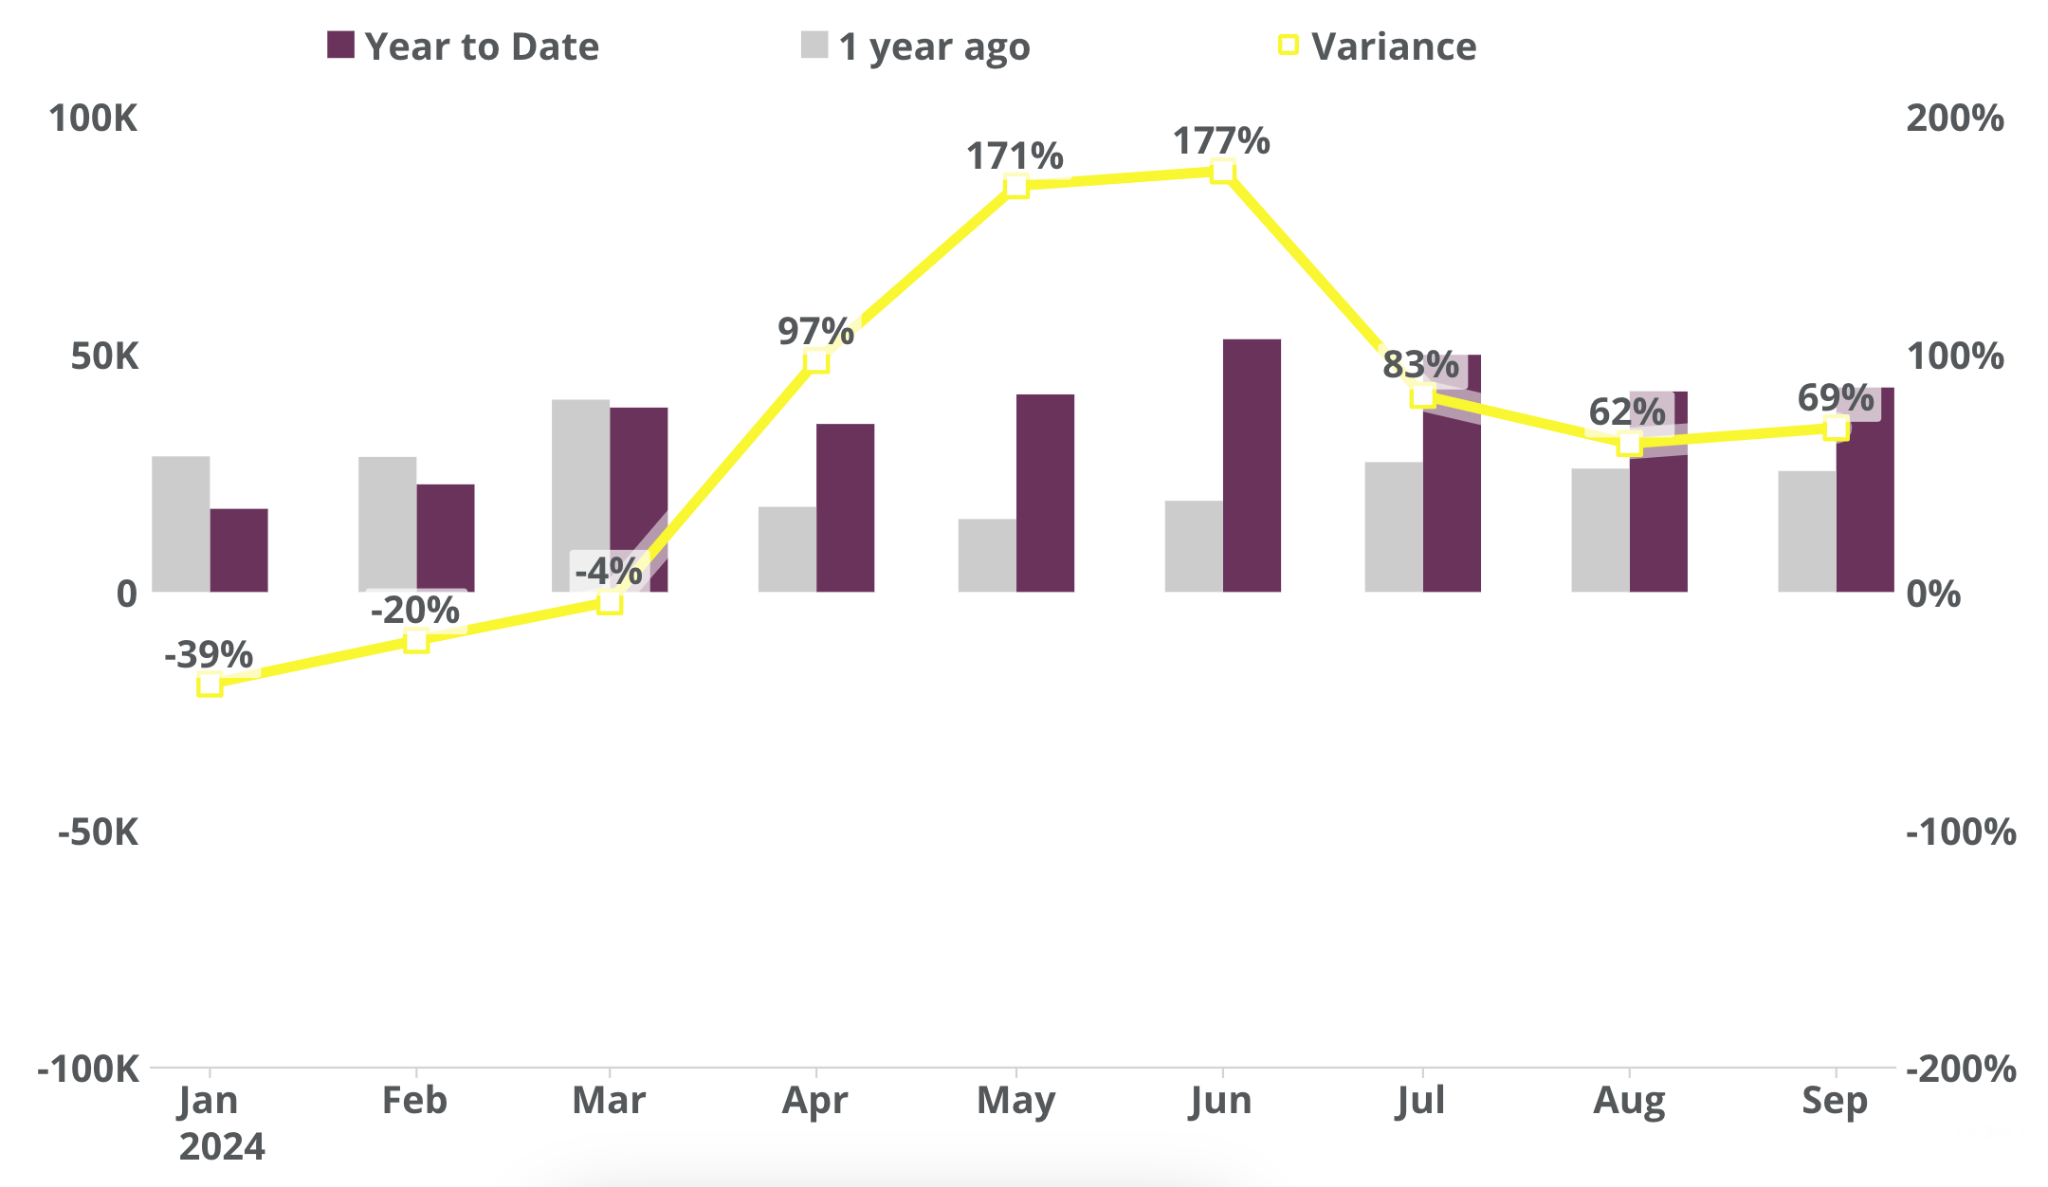 Year to Date 1 year ago Variance
100K 200%
177%
171%
50K 97% 100%
83%
62% 69%
0 -4% 0%
-20%
-39%
-50K -100%
-100K -200%
Jan Feb Mar Apr May Jun Jul Aug Sep
2024